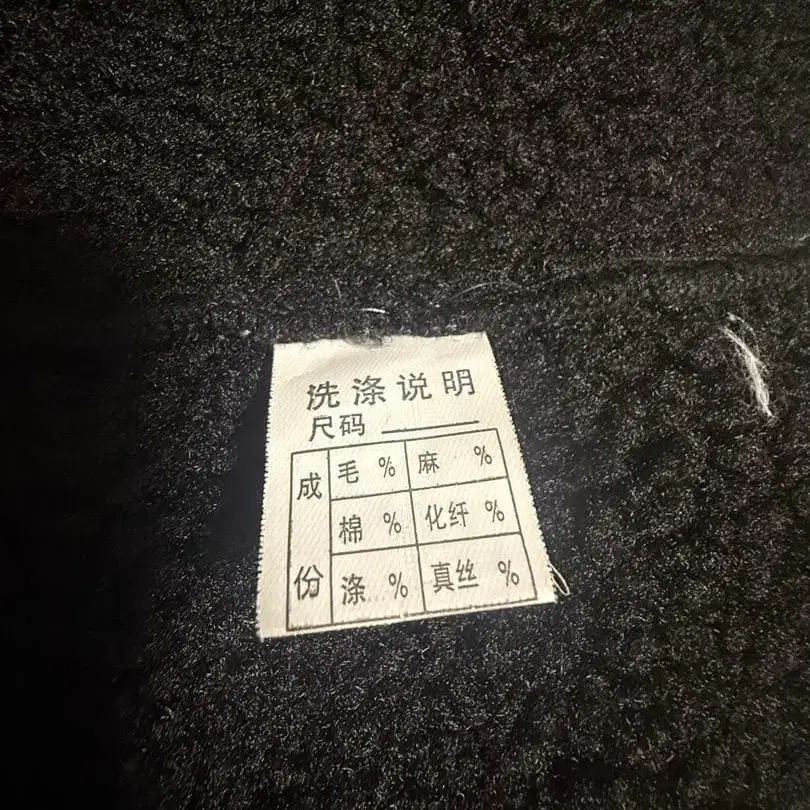 洗涤说明
尺码
成份
毛 % 麻 %
棉 % 化纤 %
涤 % 真丝 %